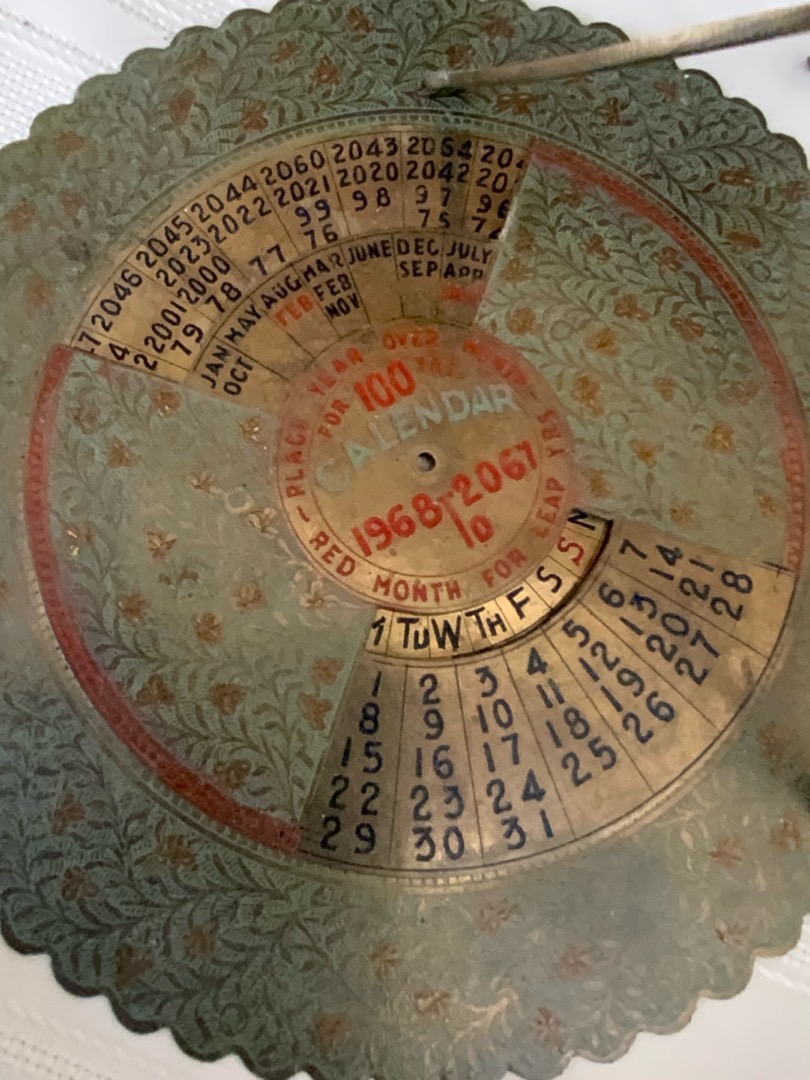 2046 2045 2044 2060 2043 2064
2023 2022 2021 2020 2042
2001 2000 99 98 97 96
79 78 77 76 75
JAN MAY AUG MAR JUNE DEC JULY
OCT FEB FEB SEP APR
NOV
PLACE YEAR OVER MONTH
FOR 100
CALENDAR
1968 TO 2067
RED MONTH FOR LEAP
TU W TH F S S
1 2 3 4 5 6 7
8 9 10 11 12 13 14
15 16 17 18 19 20 21
22 23 24 25 26 27 28
29 30 31